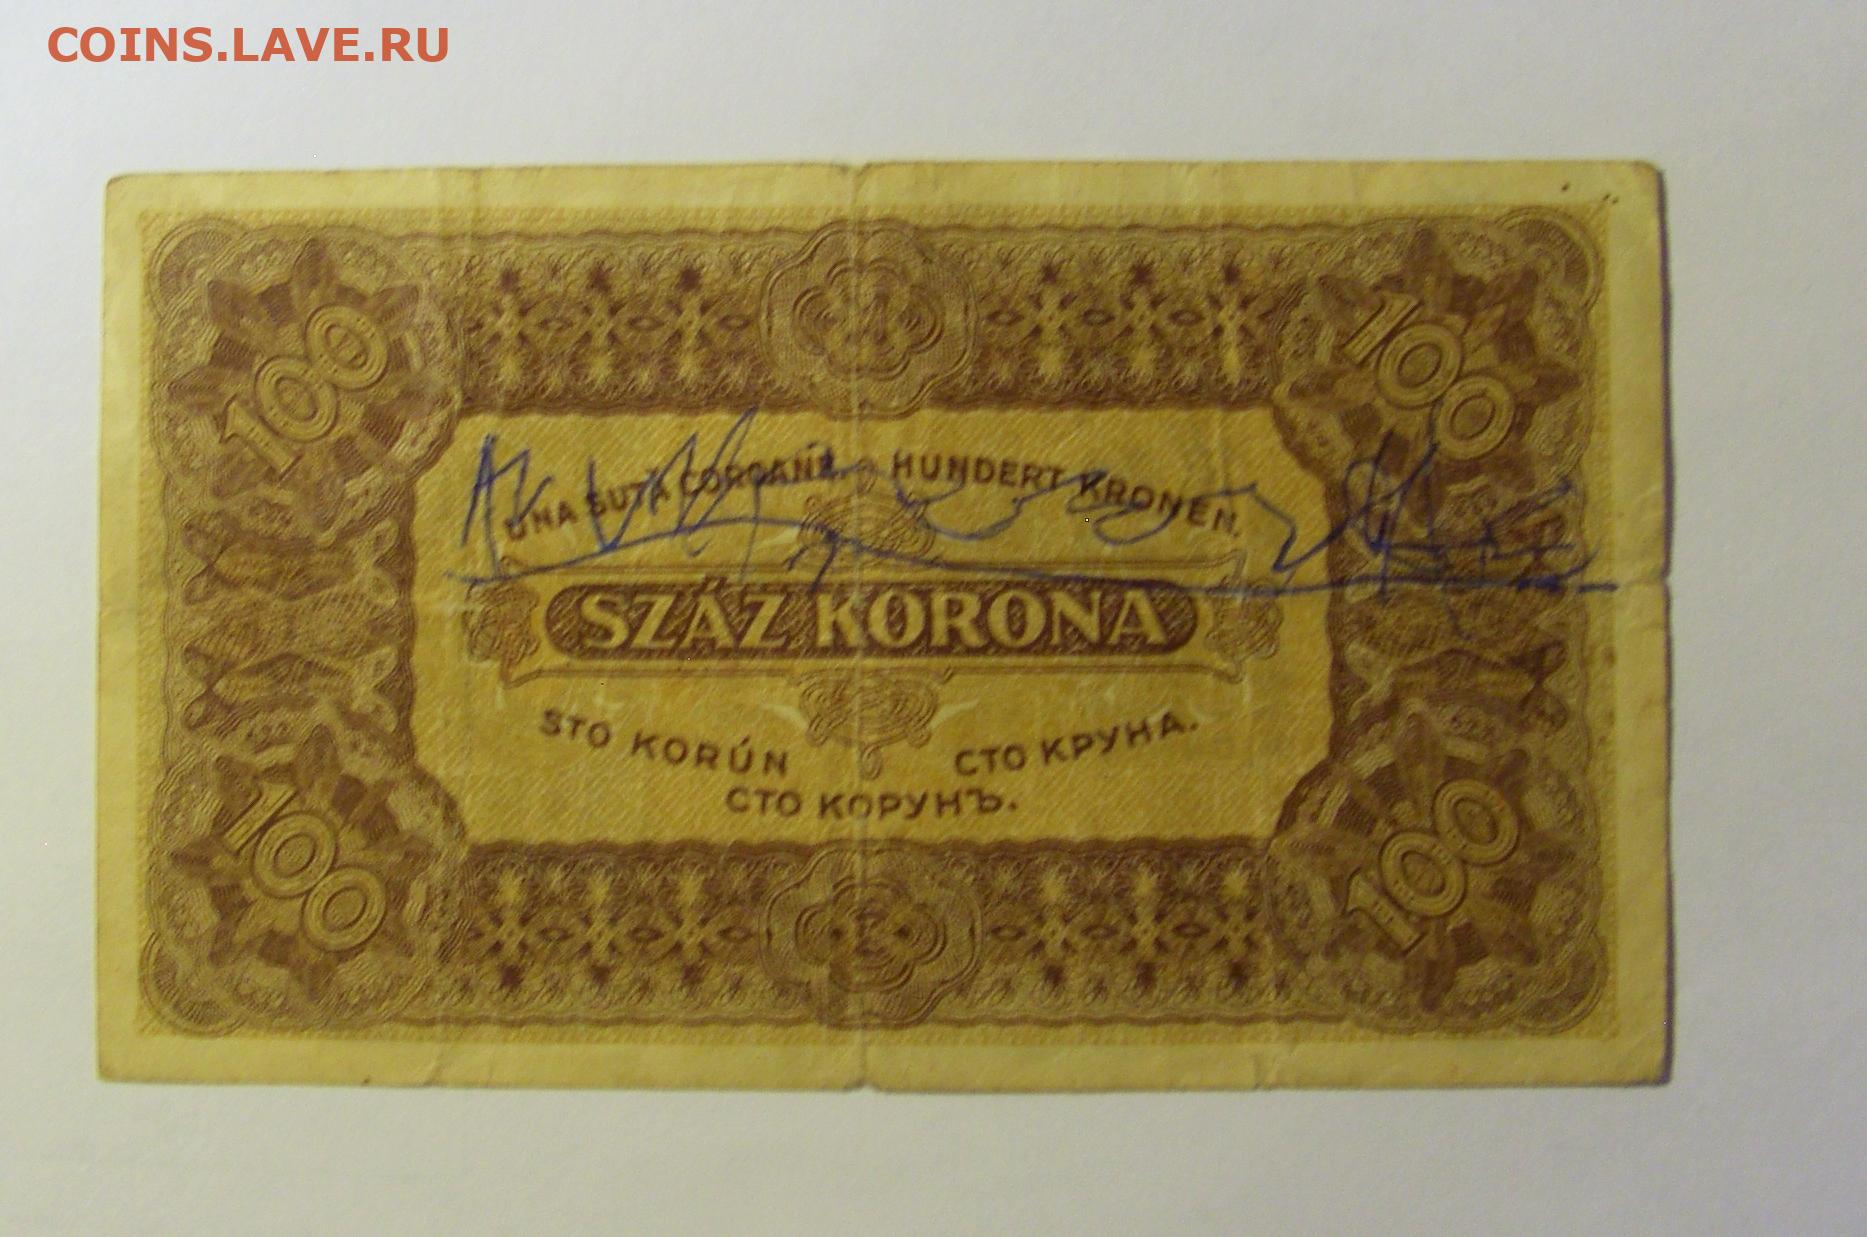 COINS.LAVE.RU
100 100
UNA SUTĂ COROANE. HUNDERT KRONEN.
SZÁZ KORONA
STO KORÚN СТО КРУНА.
СТО КОРУНЪ.
100 100